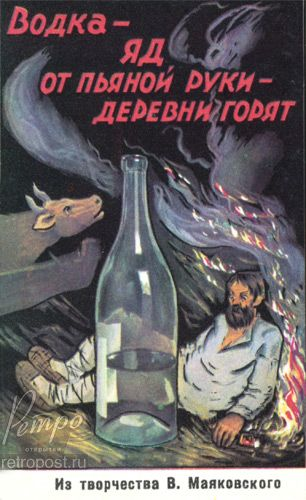 Водка –
ЯД,
ОТ ПЬЯНОЙ РУКИ –
ДЕРЕВНИ ГОРЯТ
Ретро
открытки
retropost.ru
Из творчества В. Маяковского